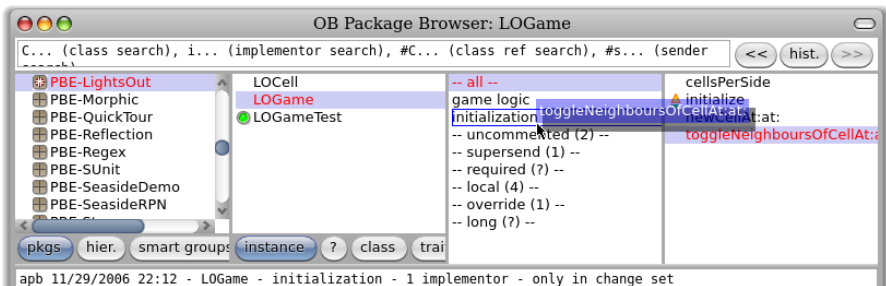 OB Package Browser: LOGame
C... (class search), i... (implementor search), #C... (class ref search), #s... (sender
search)
<<
hist.
>>
PBE-LightsOut
PBE-Morphic
PBE-QuickTour
PBE-Reflection
PBE-Regex
PBE-SUnit
PBE-SeasideDemo
PBE-SeasideRPN
LOCell
LOGame
LOGameTest
-- all --
game logic
initialization
-- uncommented (2) --
-- supersend (1) --
-- required (?) --
-- local (4) --
-- override (1) --
-- long (?) --
toggleNeighboursOfCellAt:at:
cellsPerSide
initialize
newCellAt:at:
toggleNeighboursOfCellAt:a
pkgs
hier.
smart groups
instance
?
class
trai
apb 11/29/2006 22:12 - LOGame - initialization - 1 implementor - only in change set